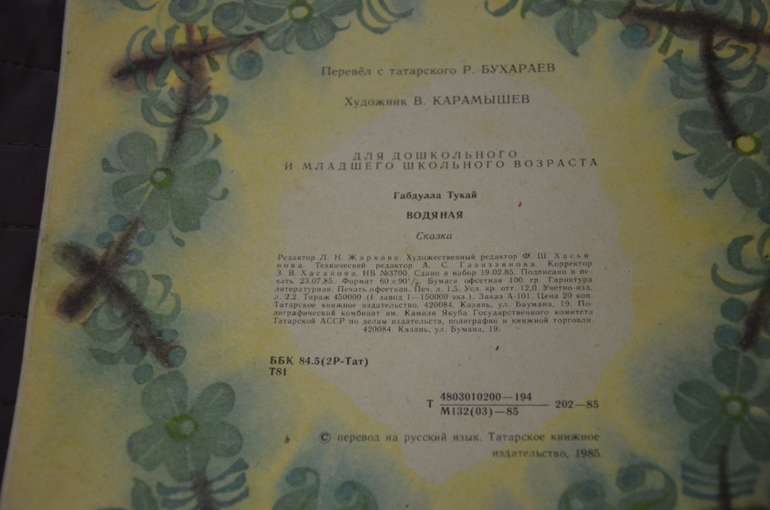 Перевёл с татарского Р. БУХАРАЕВ
Художник В. КАРАМЫШЕВ
ДЛЯ ДОШКОЛЬНОГО
И МЛАДШЕГО ШКОЛЬНОГО ВОЗРАСТА
Габдулла Тукай
ВОДЯНАЯ
Сказка
Редактор Л. Н. Жаркова. Художественный редактор Ф. Ш. Хасья-
нова. Технический редактор А. С. Газиззянова. Корректор
З. В. Хасанова. ИБ №3700. Сдано в набор 19.02.85. Подписано в пе-
чать 23.07.85. Формат 60×90¹/₈. Бумага офсетная 100 гр. Гарнитура
литературная. Печать офсетная. Печ. л. 1,5. Усл. кр. отт. 12,0. Учетно-изд.
л. 2,2. Тираж 450000 (I завод 1—150000 экз.). Заказ А-101. Цена 20 коп.
Татарское книжное издательство. 420084. Казань, ул. Баумана, 19. По-
лиграфический комбинат им. Камиля Якуба Государственного комитета
Татарской АССР по делам издательств, полиграфии и книжной торговли.
420084. Казань, ул. Бумана, 19.
ББК 84.5(2Р-Тат)
Т81
Т 4803010200—194
М132(03)—85 202—85
© перевод на русский язык. Татарское книжное
издательство, 1985